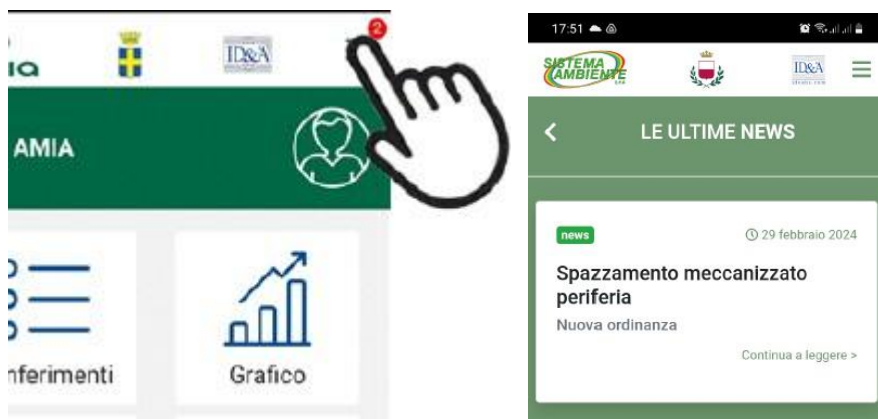 2
ID&A
AMIA
nferimenti
Grafico
17:51
SISTEMA
AMBIENTE
ID&A
LE ULTIME NEWS
news
29 febbraio 2024
Spazzamento meccanizzato
periferia
Nuova ordinanza
Continua a leggere >